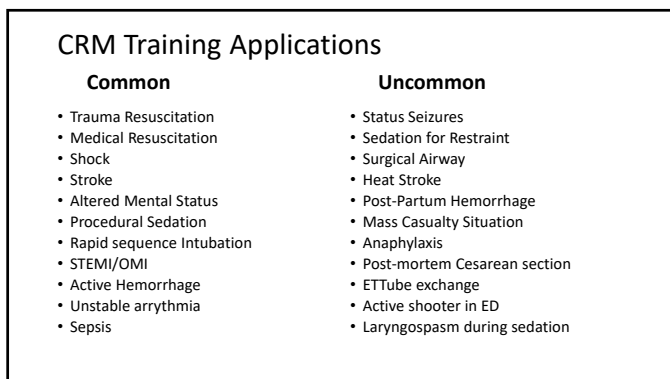 CRM Training Applications
Common
• Trauma Resuscitation
• Medical Resuscitation
• Shock
• Stroke
• Altered Mental Status
• Procedural Sedation
• Rapid sequence Intubation
• STEMI/OMI
• Active Hemorrhage
• Unstable arrythmia
• Sepsis
Uncommon
• Status Seizures
• Sedation for Restraint
• Surgical Airway
• Heat Stroke
• Post-Partum Hemorrhage
• Mass Casualty Situation
• Anaphylaxis
• Post-mortem Cesarean section
• ETTube exchange
• Active shooter in ED
• Laryngospasm during sedation